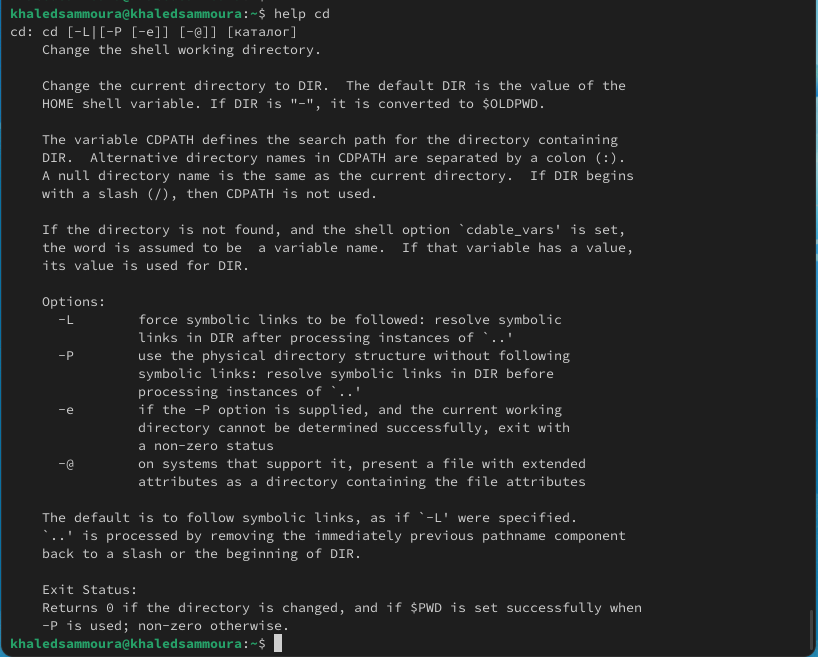 khaledsammoura@khaledsammoura:~$ help cd
cd: cd [-L|[-P [-e]] [-@]] [каталог]
    Change the shell working directory.

    Change the current directory to DIR.  The default DIR is the value of the
    HOME shell variable. If DIR is "-", it is converted to $OLDPWD.

    The variable CDPATH defines the search path for the directory containing
    DIR.  Alternative directory names in CDPATH are separated by a colon (:).
    A null directory name is the same as the current directory.  If DIR begins
    with a slash (/), then CDPATH is not used.

    If the directory is not found, and the shell option `cdable_vars' is set,
    the word is assumed to be  a variable name.  If that variable has a value,
    its value is used for DIR.

    Options:
      -L        force symbolic links to be followed: resolve symbolic
                links in DIR after processing instances of `..'
      -P        use the physical directory structure without following
                symbolic links: resolve symbolic links in DIR before
                processing instances of `..'
      -e        if the -P option is supplied, and the current working
                directory cannot be determined successfully, exit with
                a non-zero status
      -@        on systems that support it, present a file with extended
                attributes as a directory containing the file attributes

    The default is to follow symbolic links, as if `-L' were specified.
    `..' is processed by removing the immediately previous pathname component
    back to a slash or the beginning of DIR.

    Exit Status:
    Returns 0 if the directory is changed, and if $PWD is set successfully when
    -P is used; non-zero otherwise.
khaledsammoura@khaledsammoura:~$